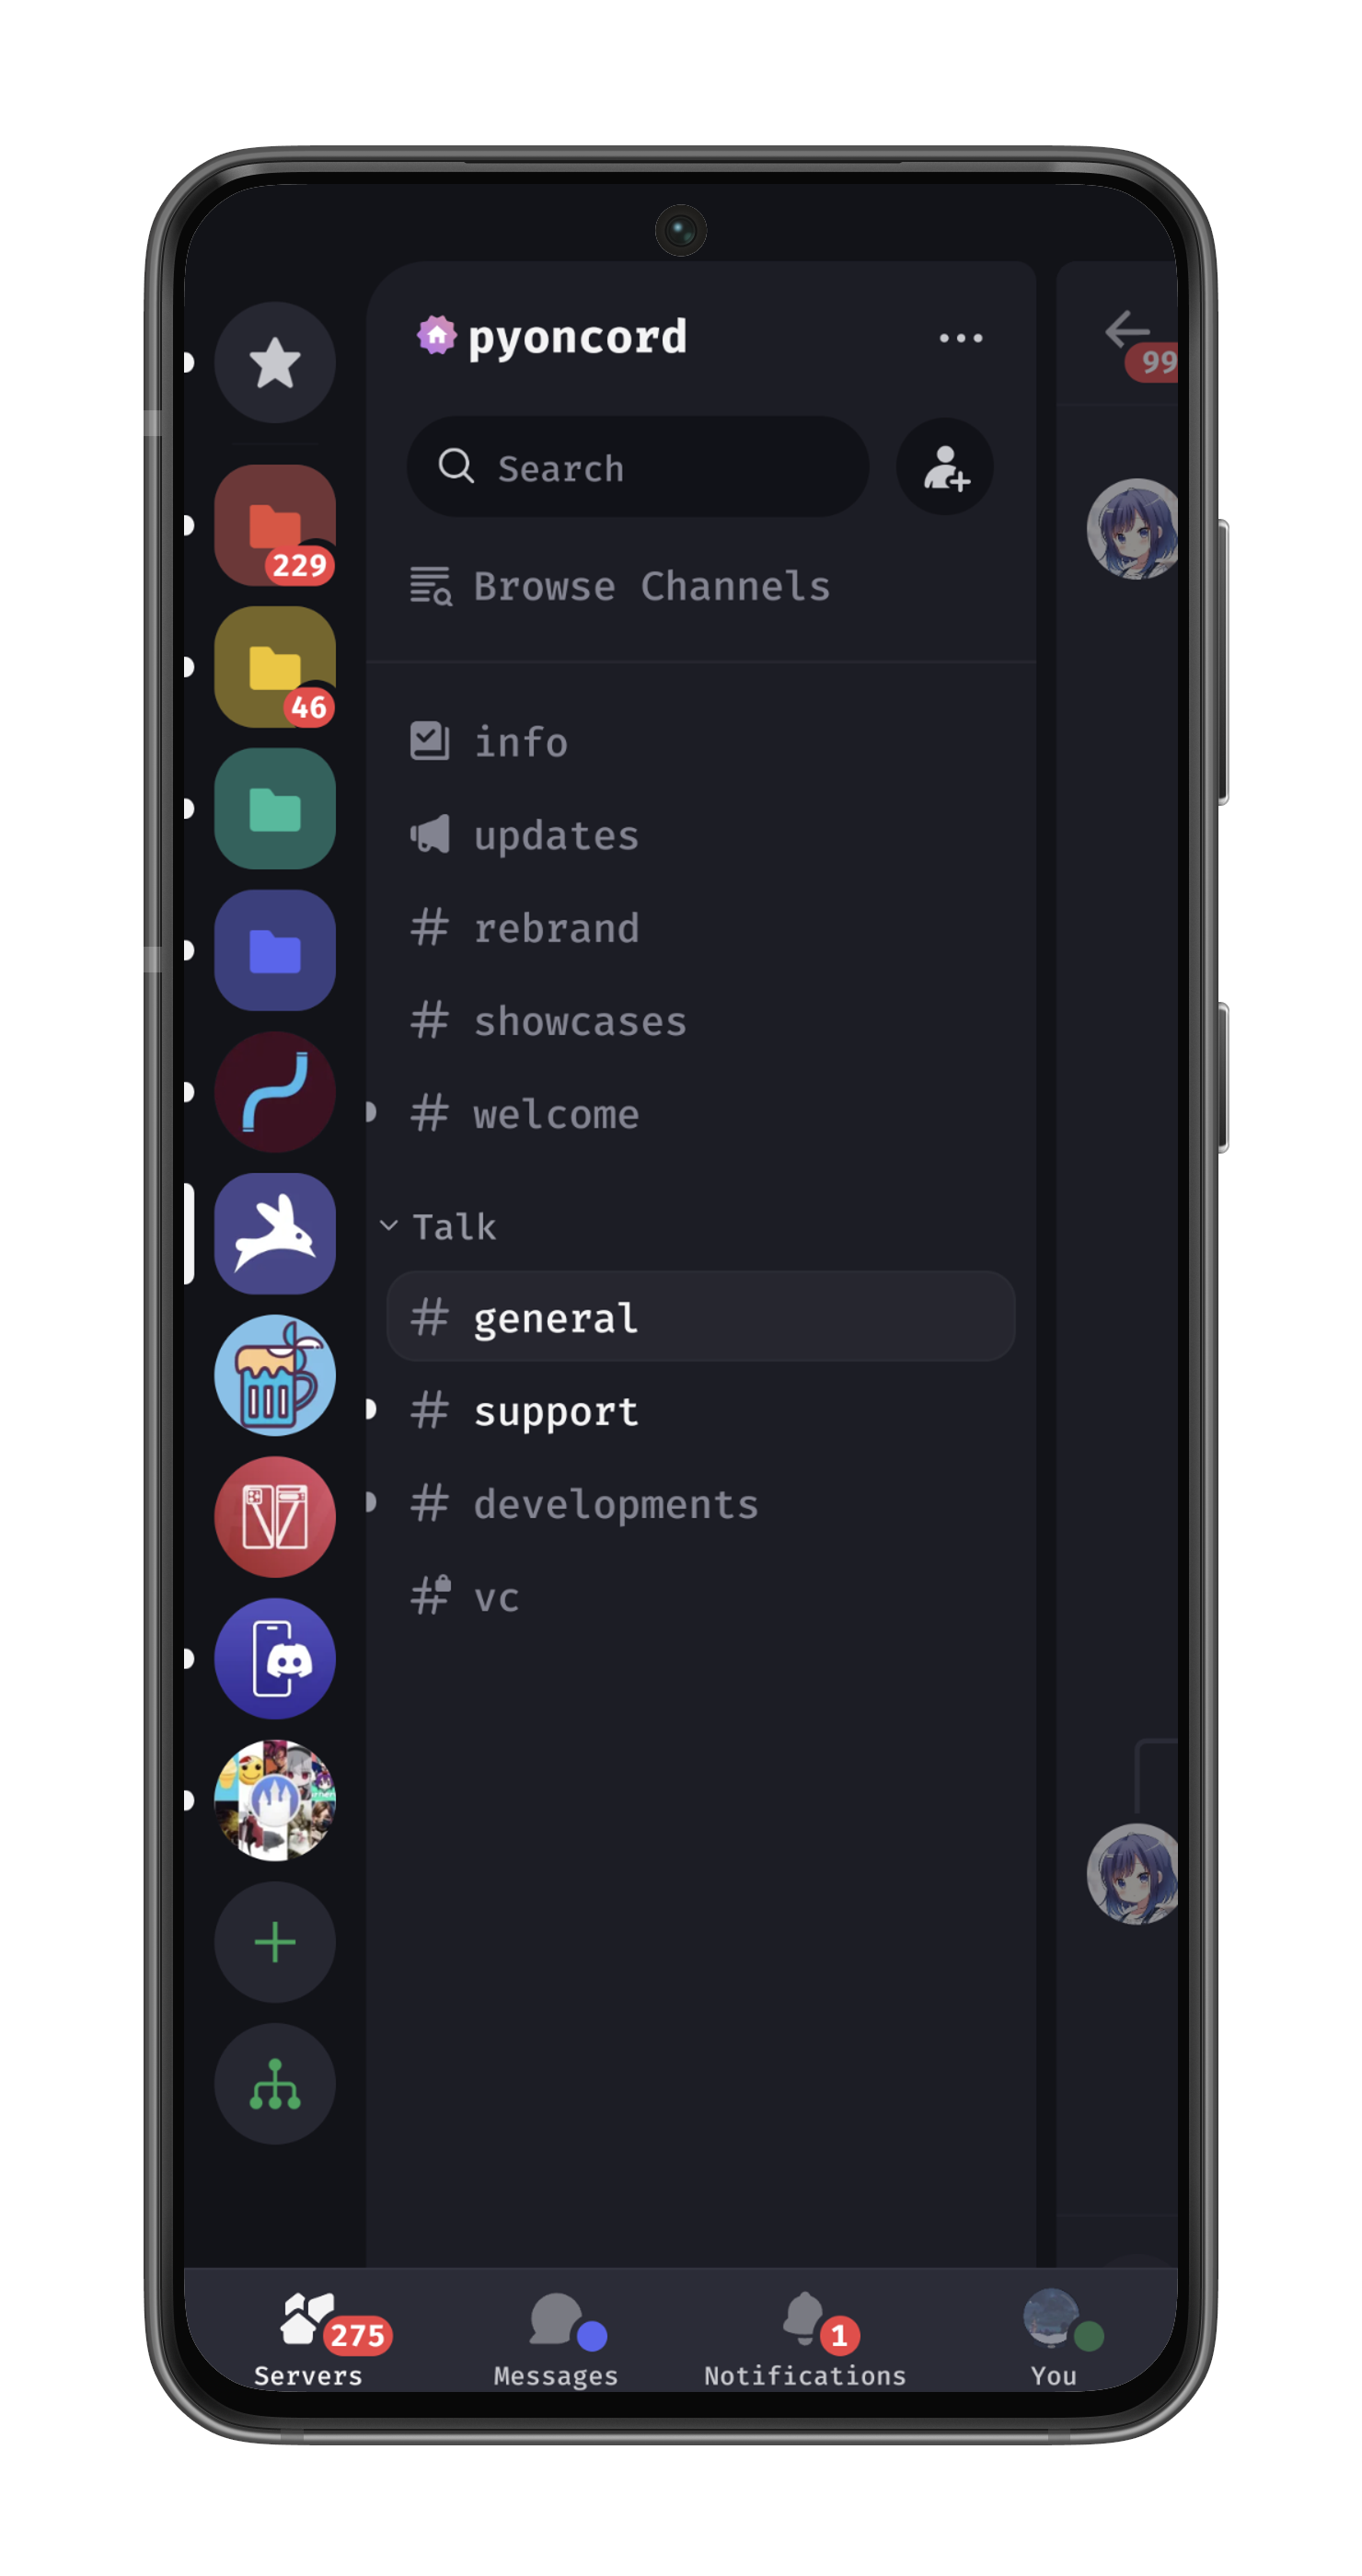 pyoncord
99
Search
229
Browse Channels
46
info
updates
rebrand
showcases
welcome
Talk
general
support
developments
vc
275
1
Servers
Messages
Notifications
You